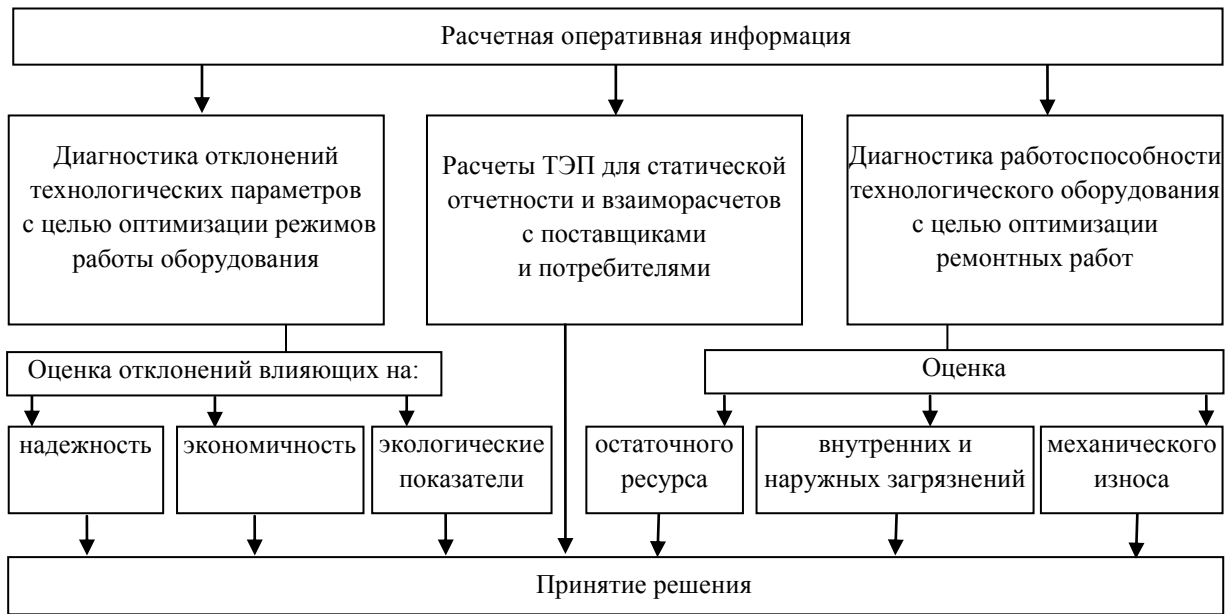 Расчетная оперативная информация
Диагностика отклонений
технологических параметров
с целью оптимизации режимов
работы оборудования
Расчеты ТЭП для статической
отчетности и взаиморасчетов
с поставщиками
и потребителями
Диагностика работоспособности
технологического оборудования
с целью оптимизации
ремонтных работ
Оценка отклонений влияющих на:
Оценка
надежность
экономичность
экологические
показатели
остаточного
ресурса
внутренних и
наружных загрязнений
механического
износа
Принятие решения